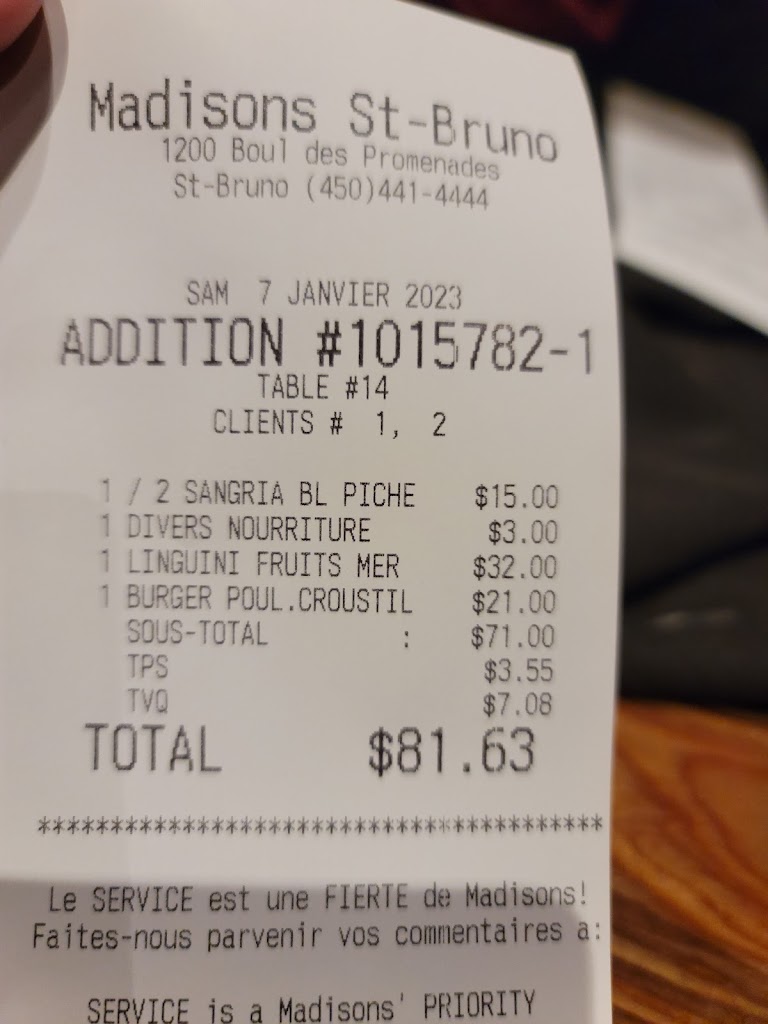 Madisons St-Bruno
1200 Boul des Promenades
St-Bruno (450)441-4444
SAM 7 JANVIER 2023
ADDITION #1015782-1
TABLE #14
CLIENTS # 1, 2
1 / 2 SANGRIA BL PICHE $15.00
1 DIVERS NOURRITURE $3.00
1 LINGUINI FRUITS MER $32.00
1 BURGER POUL.CROUSTIL $21.00
SOUS-TOTAL : $71.00
TPS $3.55
TVQ $7.08
TOTAL $81.63
***************************************
Le SERVICE est une FIERTE de Madisons!
Faites-nous parvenir vos commentaires a:
SERVICE is a Madisons' PRIORITY